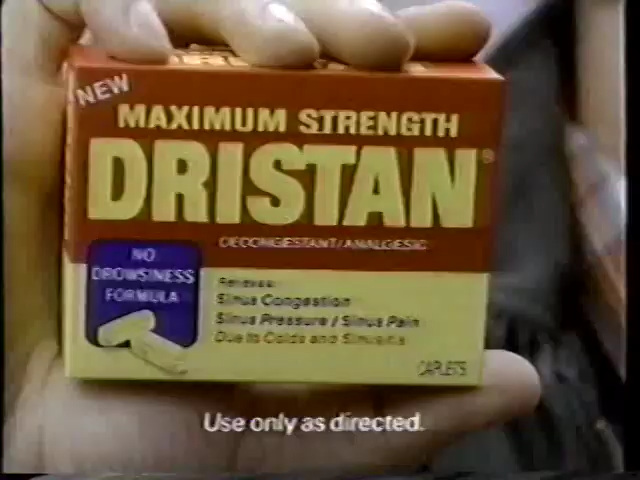 NEW
MAXIMUM STRENGTH
DRISTAN®
DECONGESTANT/ANALGESIC
NO
DROWSINESS
FORMULA
Relieves:
Sinus Congestion
Sinus Pressure / Sinus Pain
Due to Colds and Sinusitis
CAPLETS
Use only as directed.